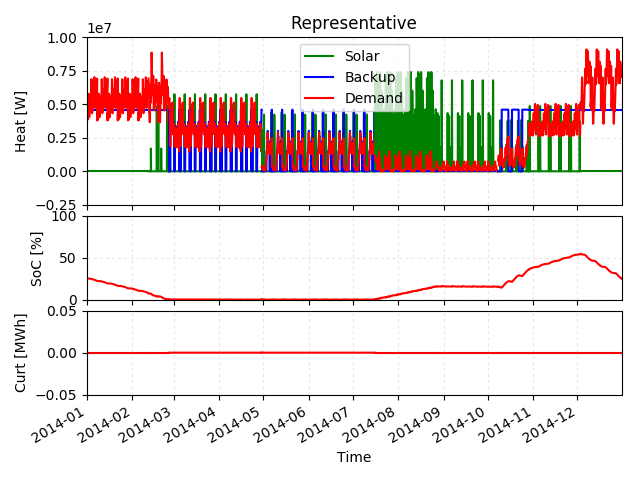 Representative
1e7
1.00
0.75
0.50
0.25
0.00
−0.25
Heat [W]
Solar
Backup
Demand
100
50
0
SoC [%]
0.05
0.00
−0.05
Curt [MWh]
2014-01
2014-02
2014-03
2014-04
2014-05
2014-06
2014-07
2014-08
2014-09
2014-10
2014-11
2014-12
Time